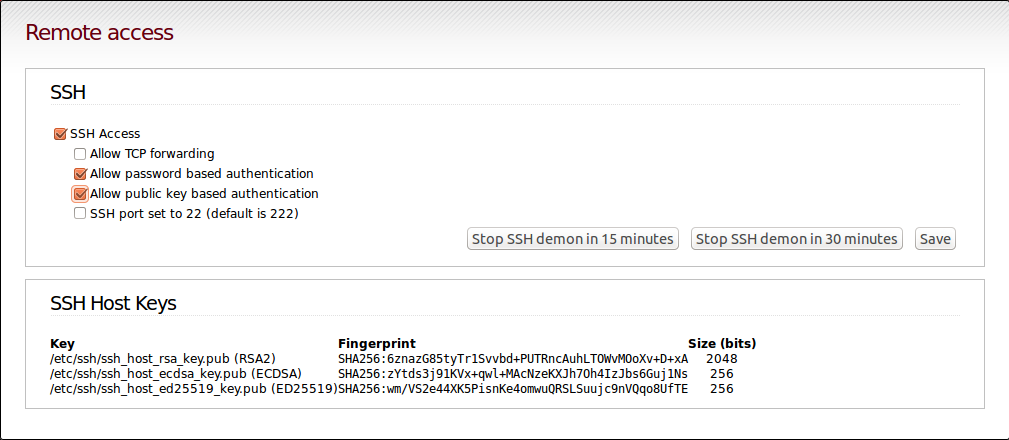 Remote access
SSH
SSH Access
Allow TCP forwarding
Allow password based authentication
Allow public key based authentication
SSH port set to 22 (default is 222)
Stop SSH demon in 15 minutes Stop SSH demon in 30 minutes Save
SSH Host Keys
Key Fingerprint Size (bits)
/etc/ssh/ssh_host_rsa_key.pub (RSA2) SHA256:6znazG85tyTr1Svvbd+PUTRncAuhLTOWvMOoXv+D+xA 2048
/etc/ssh/ssh_host_ecdsa_key.pub (ECDSA) SHA256:zYtds3j91KVx+qwl+MAcNzeKXJh7Oh4IzJbs6Guj1Ns 256
/etc/ssh/ssh_host_ed25519_key.pub (ED25519) SHA256:wm/VS2e44XK5PisnKe4omwuQRSLSuujc9nVQqo8UfTE 256